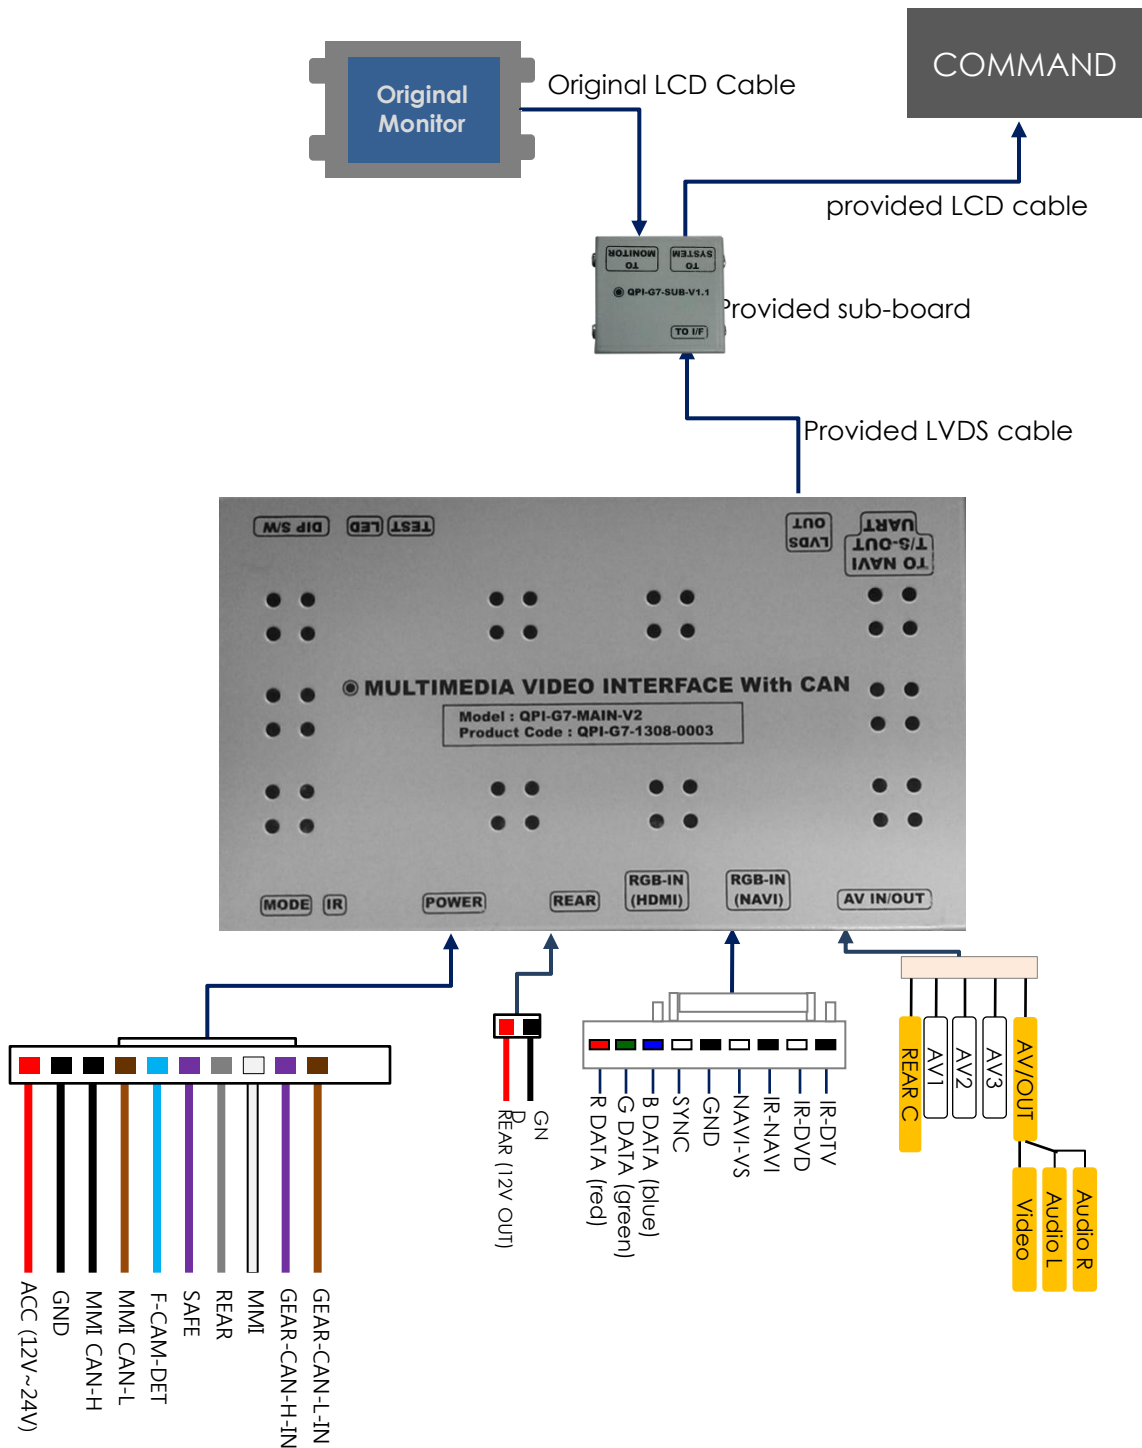 Original
Monitor
Original LCD Cable
COMMAND
provided LCD cable
TO
MONITOR
TO
SYSTEM
QPI-G7-SUB-V1.1
TO I/F
Provided sub-board
Provided LVDS cable
DIP S/W
LED
TEST
LVDS
OUT
TO NAVI
T/S-OUT
UART
MULTIMEDIA VIDEO INTERFACE With CAN
Model : QPI-G7-MAIN-V2
Product Code : QPI-G7-1308-0003
MODE
IR
POWER
REAR
RGB-IN
(HDMI)
RGB-IN
(NAVI)
AV IN/OUT
ACC (12V~24V)
GND
MMI CAN-H
MMI CAN-L
F-CAM-DET
SAFE
REAR
MMI
GEAR-CAN-H-IN
GEAR-CAN-L-IN
GN
D
REAR (12V OUT)
R DATA (red)
G DATA (green)
B DATA (blue)
SYNC
GND
NAVI-VS
IR-NAVI
IR-DVD
IR-DTV
REAR C
AV1
AV2
AV3
AV/OUT
Video
Audio L
Audio R